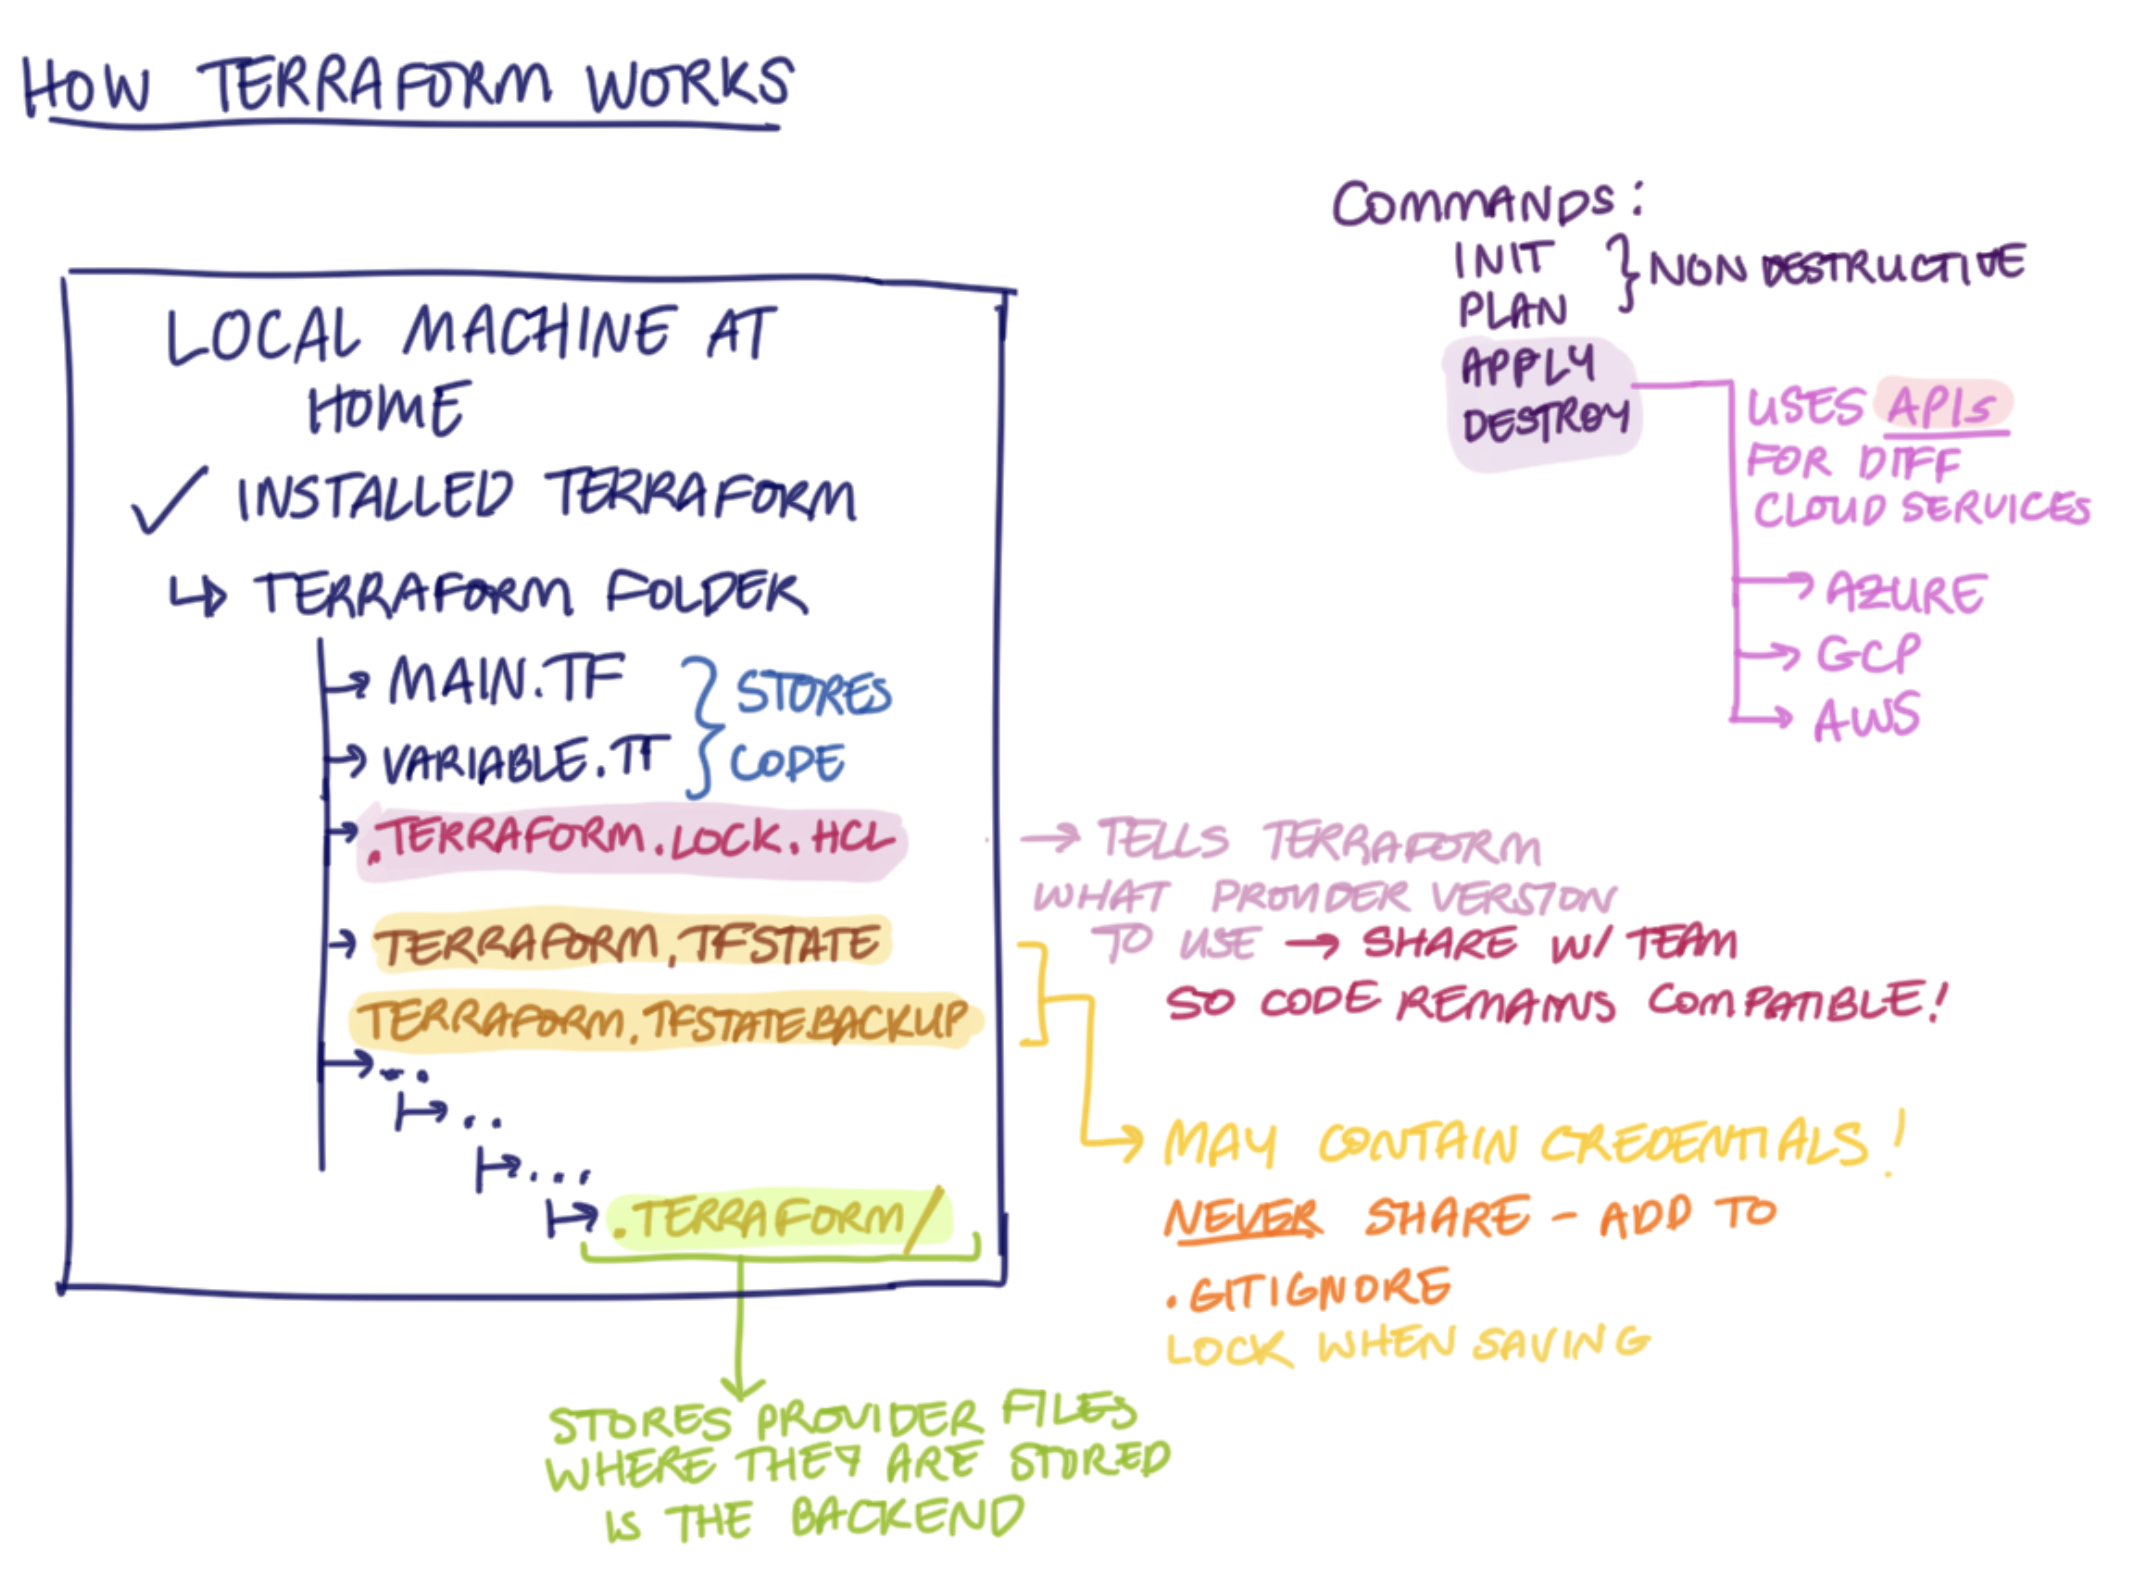 HOW TERRAFORM WORKS
LOCAL MACHINE AT
HOME
✓ INSTALLED TERRAFORM
↳ TERRAFORM FOLDER
→ MAIN.TF
→ VARIABLE.TF
} STORES
CODE
→ .TERRAFORM.LOCK.HCL
→ TERRAFORM.TFSTATE
TERRAFORM.TFSTATE.BACKUP
→ ...
→ ..
→ ....
→ .TERRAFORM/
STORES PROVIDER FILES
WHERE THEY ARE STORED
IS THE BACKEND
COMMANDS:
INIT
PLAN
} NON DESTRUCTIVE
APPLY
DESTROY
USES APIs
FOR DIFF
CLOUD SERVICES
→ AZURE
→ GCP
→ AWS
→ TELLS TERRAFORM
WHAT PROVIDER VERSION
TO USE → SHARE W/ TEAM
SO CODE REMAINS COMPATIBLE!
→ MAY CONTAIN CREDENTIALS!
NEVER SHARE - ADD TO
.GITIGNORE
LOCK WHEN SAVING